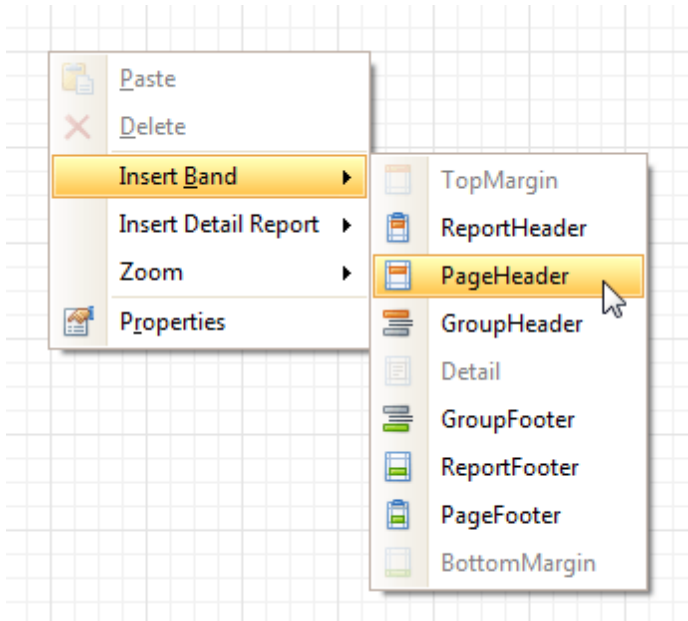 Paste
Delete
Insert Band
Insert Detail Report
Zoom
Properties
TopMargin
ReportHeader
PageHeader
GroupHeader
Detail
GroupFooter
ReportFooter
PageFooter
BottomMargin